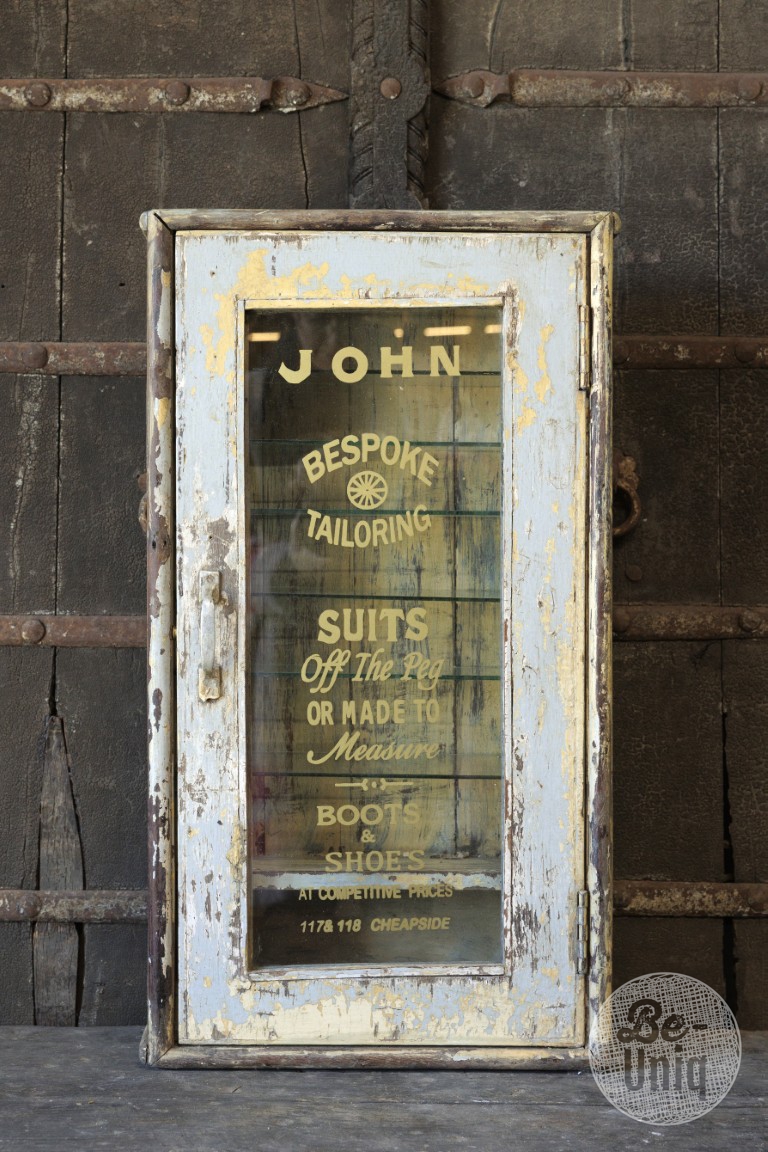 JOHN
BESPOKE
TAILORING
SUITS
Off The Peg
OR MADE TO
Measure
BOOTS
&
SHOE'S
AT COMPETITIVE PRICES
117& 118 CHEAPSIDE
Be-
Uniq